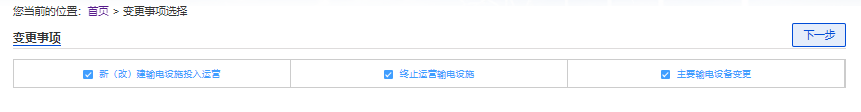 您当前的位置：首页 > 变更事项选择
变更事项 下一步
新（改）建输电设施投入运营 终止运营输电设施 主要输电设备变更